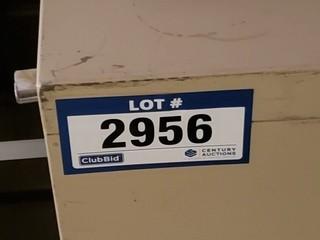 LOT #
2956
ClubBid
CENTURY
AUCTIONS